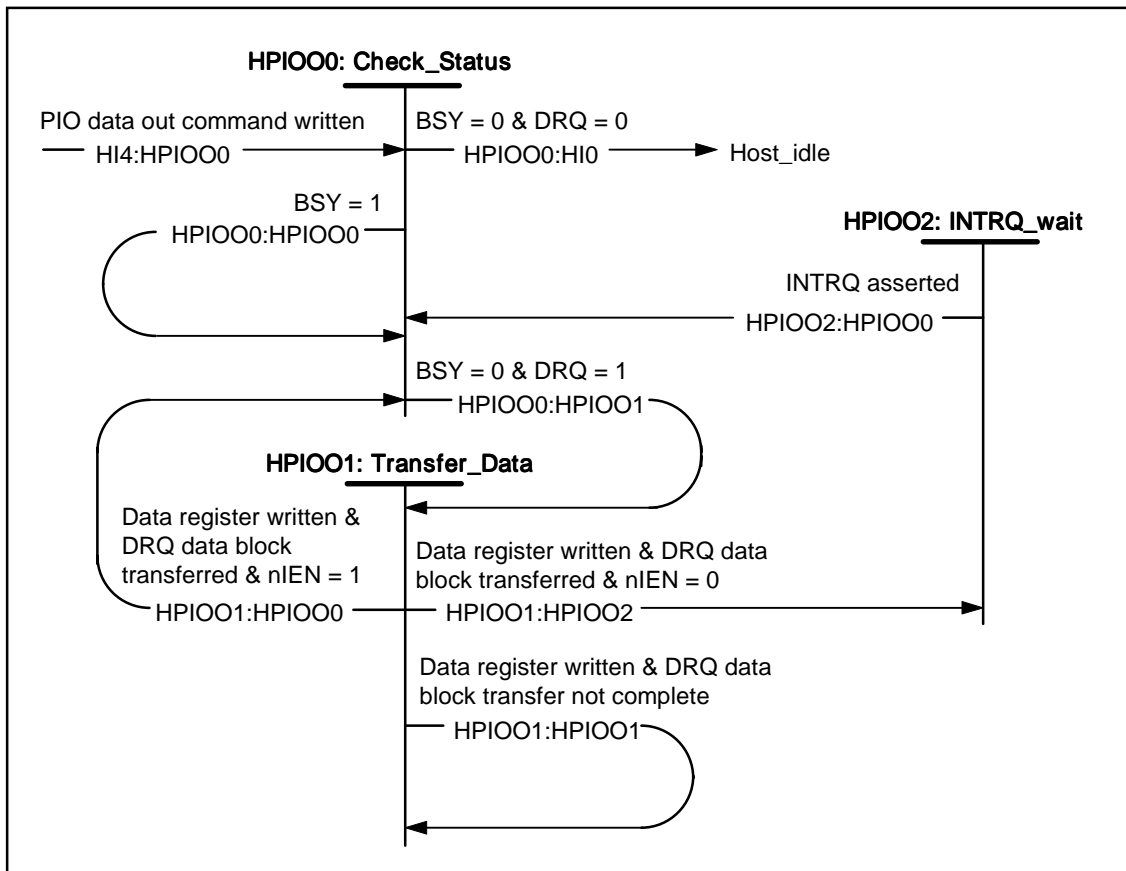 HPIOO0: Check_Status
PIO data out command written
BSY = 0 & DRQ = 0
HI4:HPIOO0
HPIOO0:HI0
Host_idle
BSY = 1
HPIOO0:HPIOO0
HPIOO2: INTRQ_wait
INTRQ asserted
HPIOO2:HPIOO0
BSY = 0 & DRQ = 1
HPIOO0:HPIOO1
HPIOO1: Transfer_Data
Data register written &
DRQ data block
transferred & nIEN = 1
HPIOO1:HPIOO0
Data register written & DRQ data
block transferred & nIEN = 0
HPIOO1:HPIOO2
Data register written & DRQ data
block transfer not complete
HPIOO1:HPIOO1